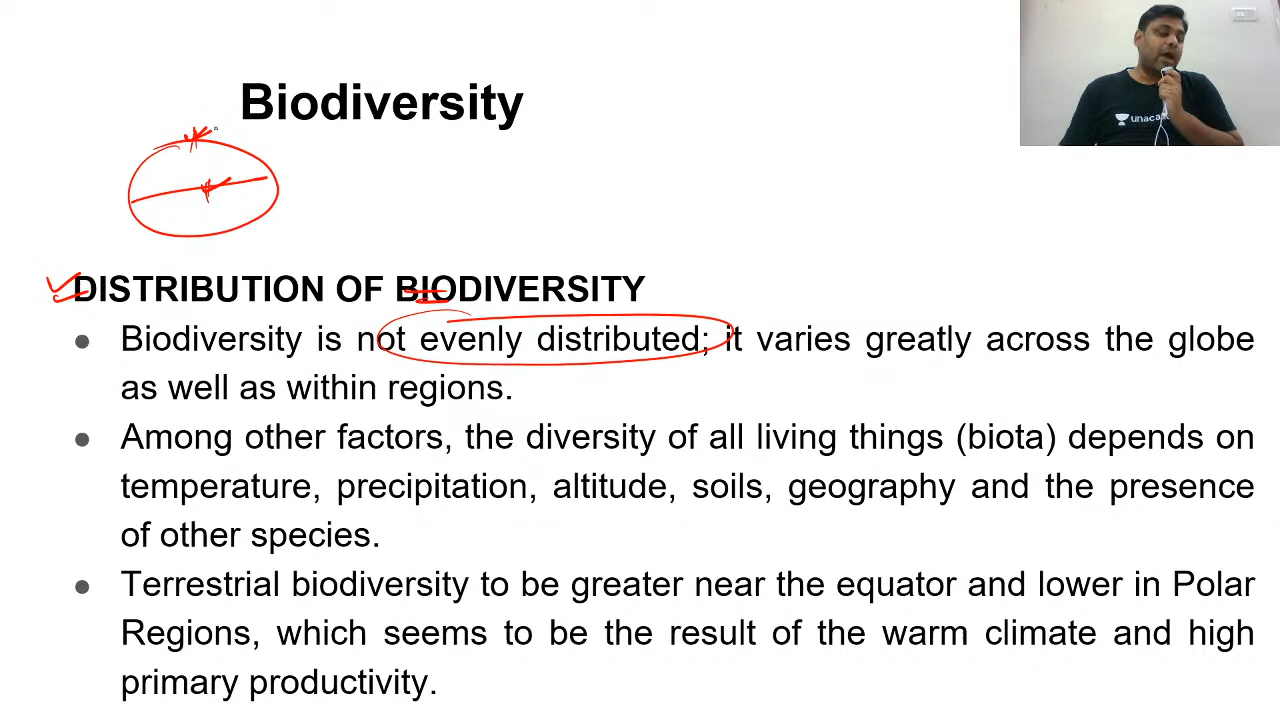 Biodiversity
unaca
DISTRIBUTION OF BIODIVERSITY
● Biodiversity is not evenly distributed; it varies greatly across the globe
as well as within regions.
● Among other factors, the diversity of all living things (biota) depends on
temperature, precipitation, altitude, soils, geography and the presence
of other species.
● Terrestrial biodiversity to be greater near the equator and lower in Polar
Regions, which seems to be the result of the warm climate and high
primary productivity.